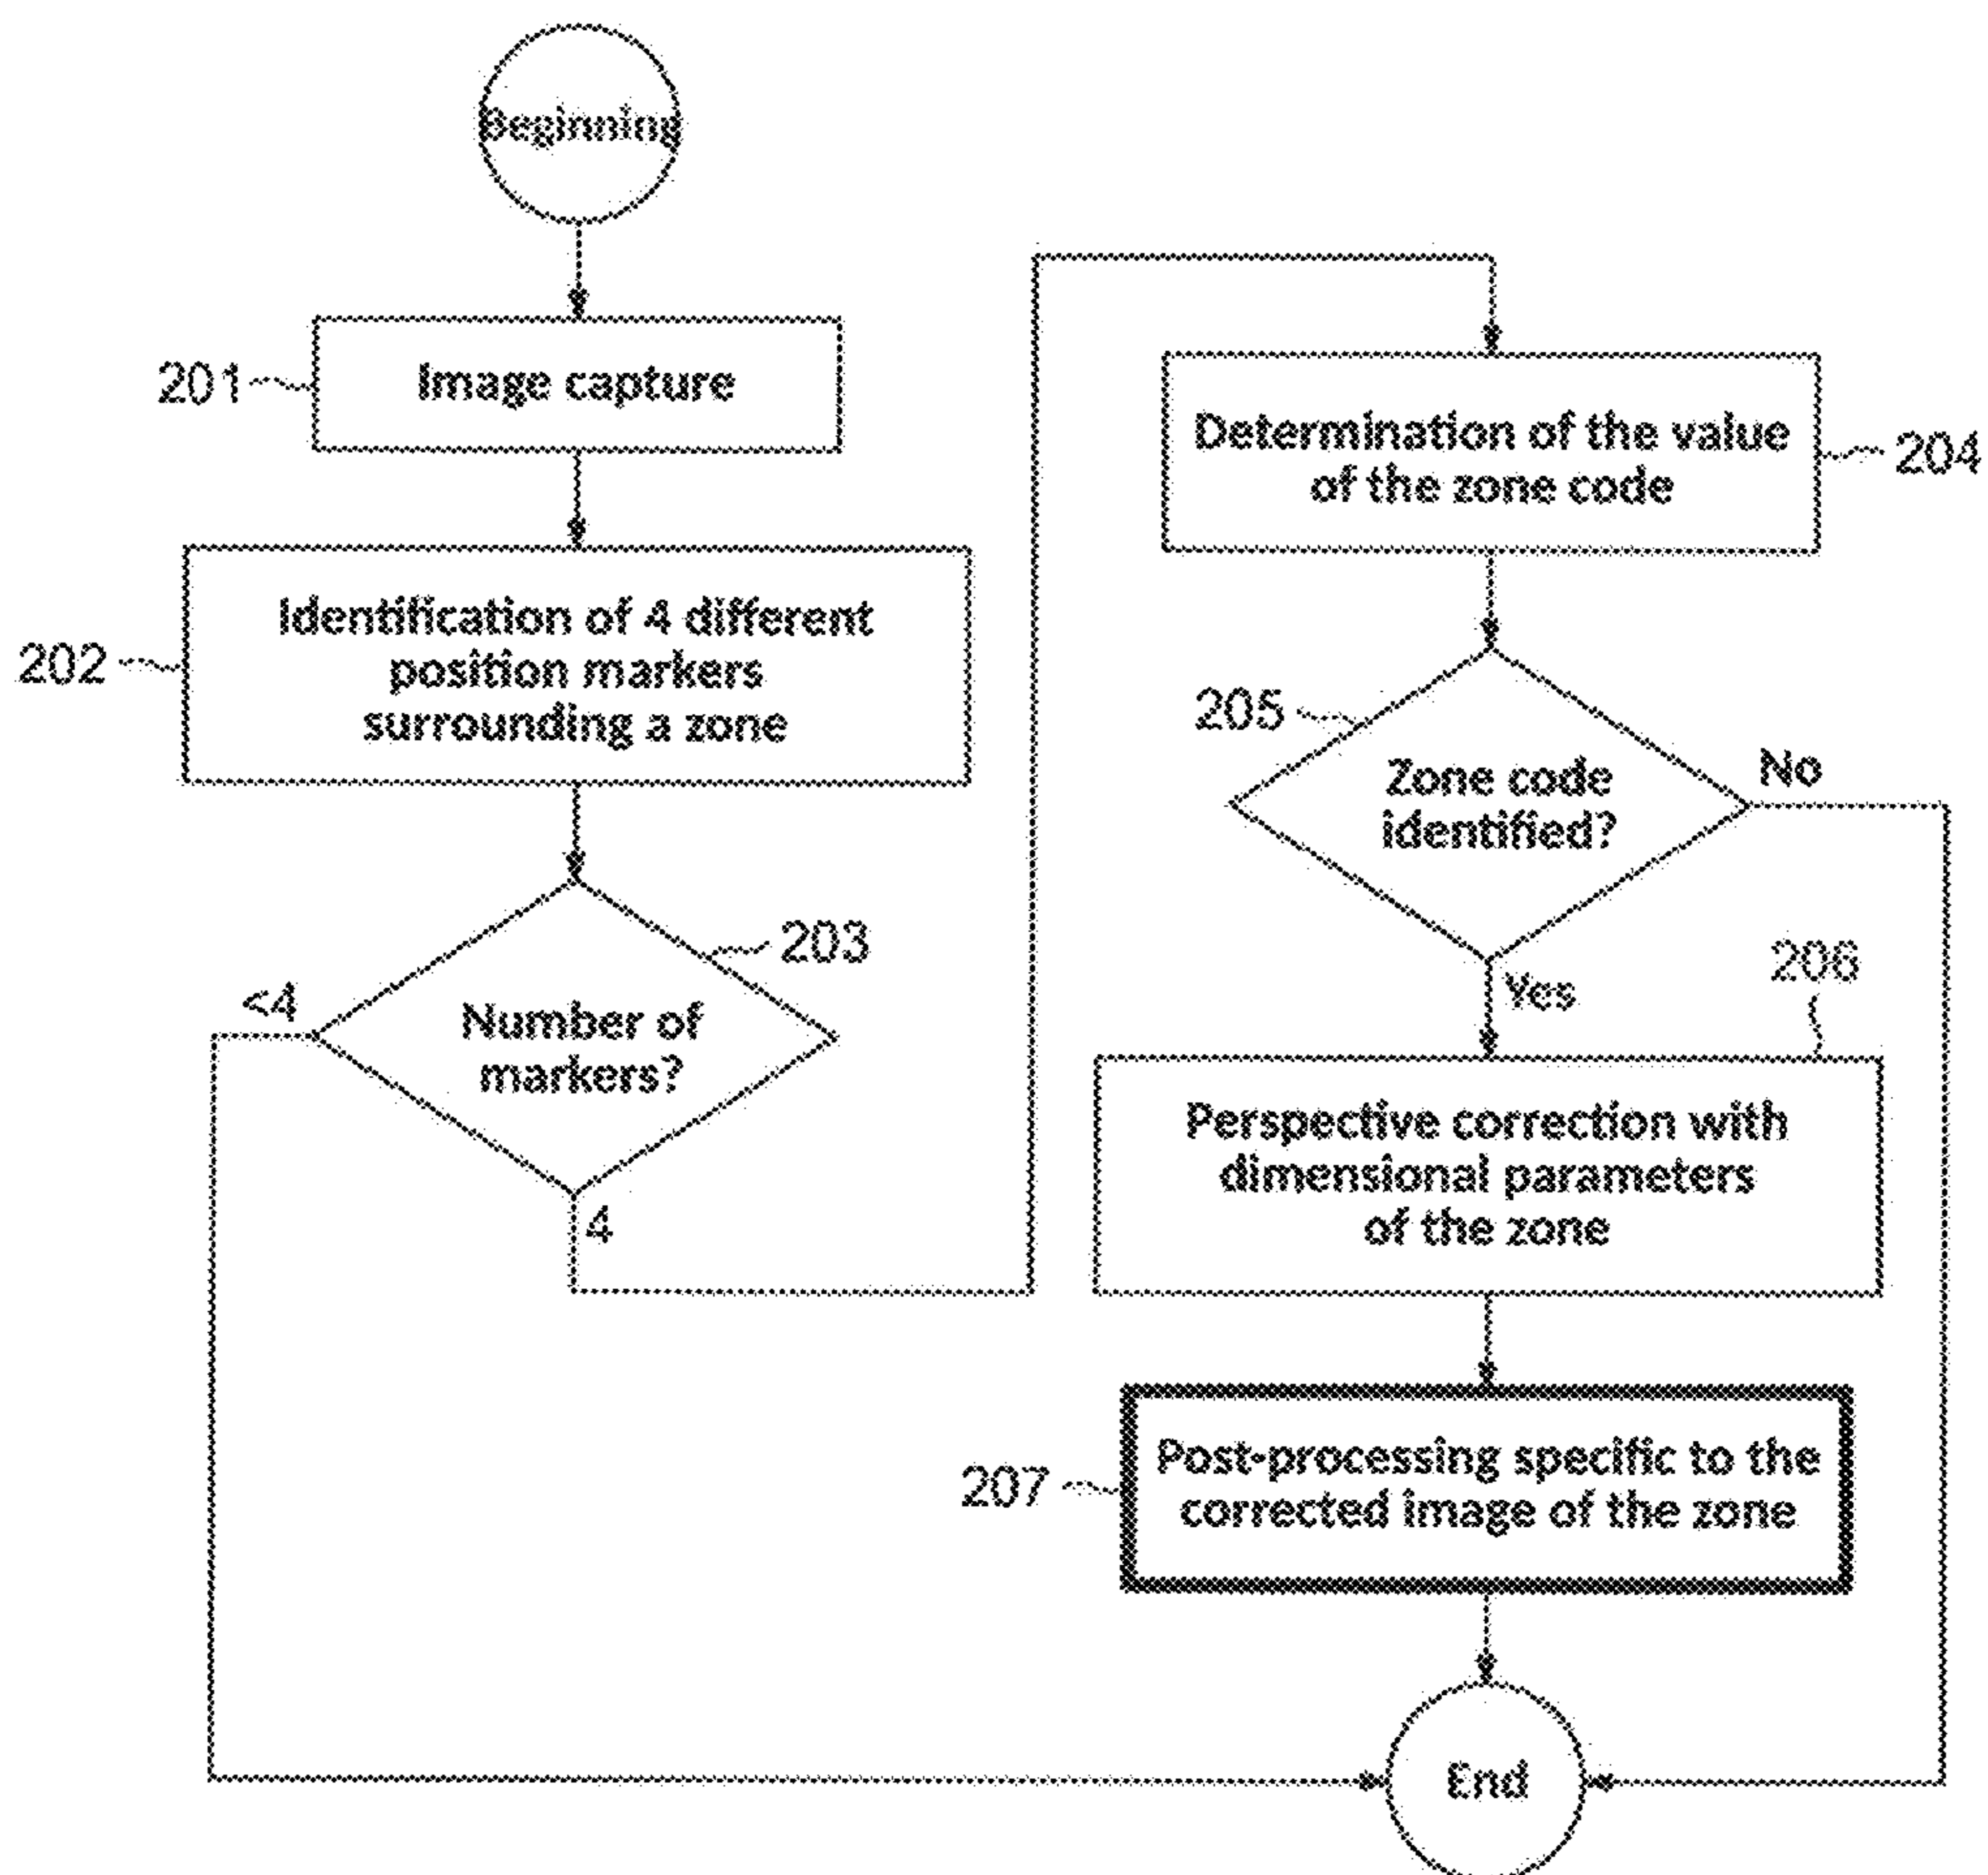 Beginning
201
Image capture
202
Identification of 4 different
position markers
surrounding a zone
203
<4
Number of
markers?
4
Determination of the value
of the zone code
204
205
Zone code
identified?
No
Yes
206
Perspective correction with
dimensional parameters
of the zone
207
Post-processing specific to the
corrected image of the zone
End